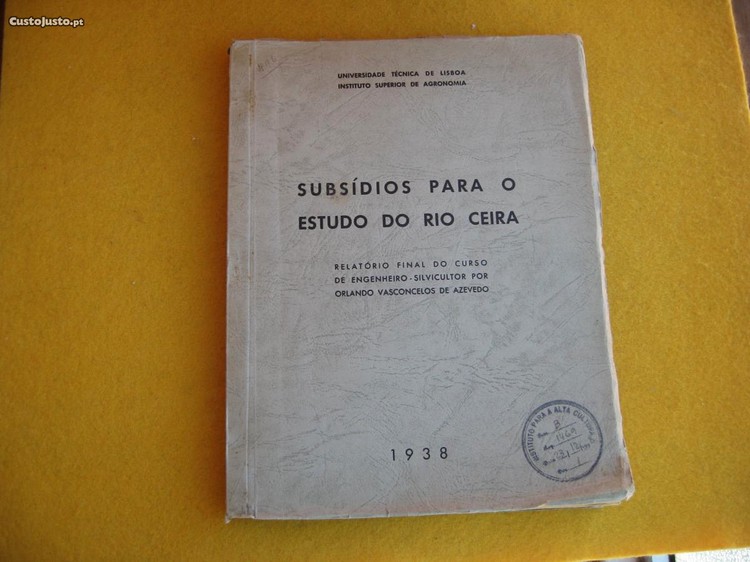 CustoJusto.pt
UNIVERSIDADE TÉCNICA DE LISBOA
INSTITUTO SUPERIOR DE AGRONOMIA
SUBSÍDIOS PARA O
ESTUDO DO RIO CEIRA
RELATÓRIO FINAL DO CURSO
DE ENGENHEIRO-SILVICULTOR POR
ORLANDO VASCONCELOS DE AZEVEDO
INSTITUTO PARA A ALTA CULTURA
B
1469
1938